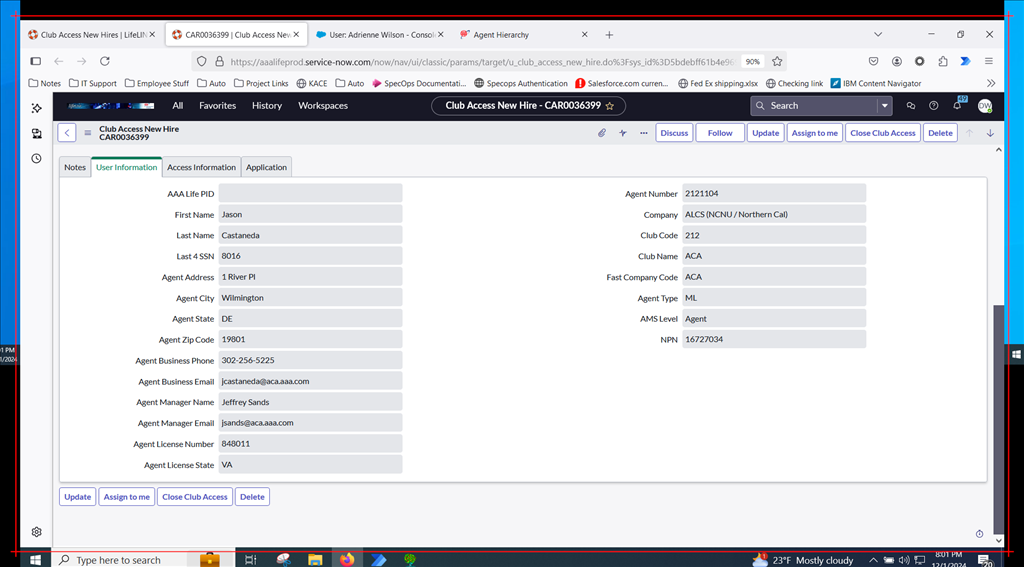 Club Access New Hires | LifeLIN
CAR0036399 | Club Access New
User: Adrienne Wilson - Conso
Agent Hierarchy
https://aaalifeprod.service-now.com/now/nav/ui/classic/params/target/u_club_access_new_hire.do%3Fsys_id%3D5bdebff61b4e90
90%
Notes
IT Support
Employee Stuff
Auto
Project Links
KACE
Auto
SpecOps Documentati...
Specops Authentication
Salesforce.com curren...
Fed Ex shipping.xlsx
Checking link
IBM Content Navigator
All
Favorites
History
Workspaces
Club Access New Hire - CAR0036399
Search
49
DW
Club Access New Hire
CAR0036399
Discuss
Follow
Update
Assign to me
Close Club Access
Delete
Notes
User Information
Access Information
Application
AAA Life PID
First Name Jason
Last Name Castaneda
Last 4 SSN 8016
Agent Address 1 River Pl
Agent City Wilmington
Agent State DE
Agent Zip Code 19801
Agent Business Phone 302-256-5225
Agent Business Email jcastaneda@aca.aaa.com
Agent Manager Name Jeffrey Sands
Agent Manager Email jsands@aca.aaa.com
Agent License Number 848011
Agent License State VA
Agent Number 2121104
Company ALCS (NCNU / Northern Cal)
Club Code 212
Club Name ACA
Fast Company Code ACA
Agent Type ML
AMS Level Agent
NPN 16727034
Update
Assign to me
Close Club Access
Delete
1 PM
1/2024
Type here to search
23°F Mostly cloudy
8:01 PM
12/1/2024
20